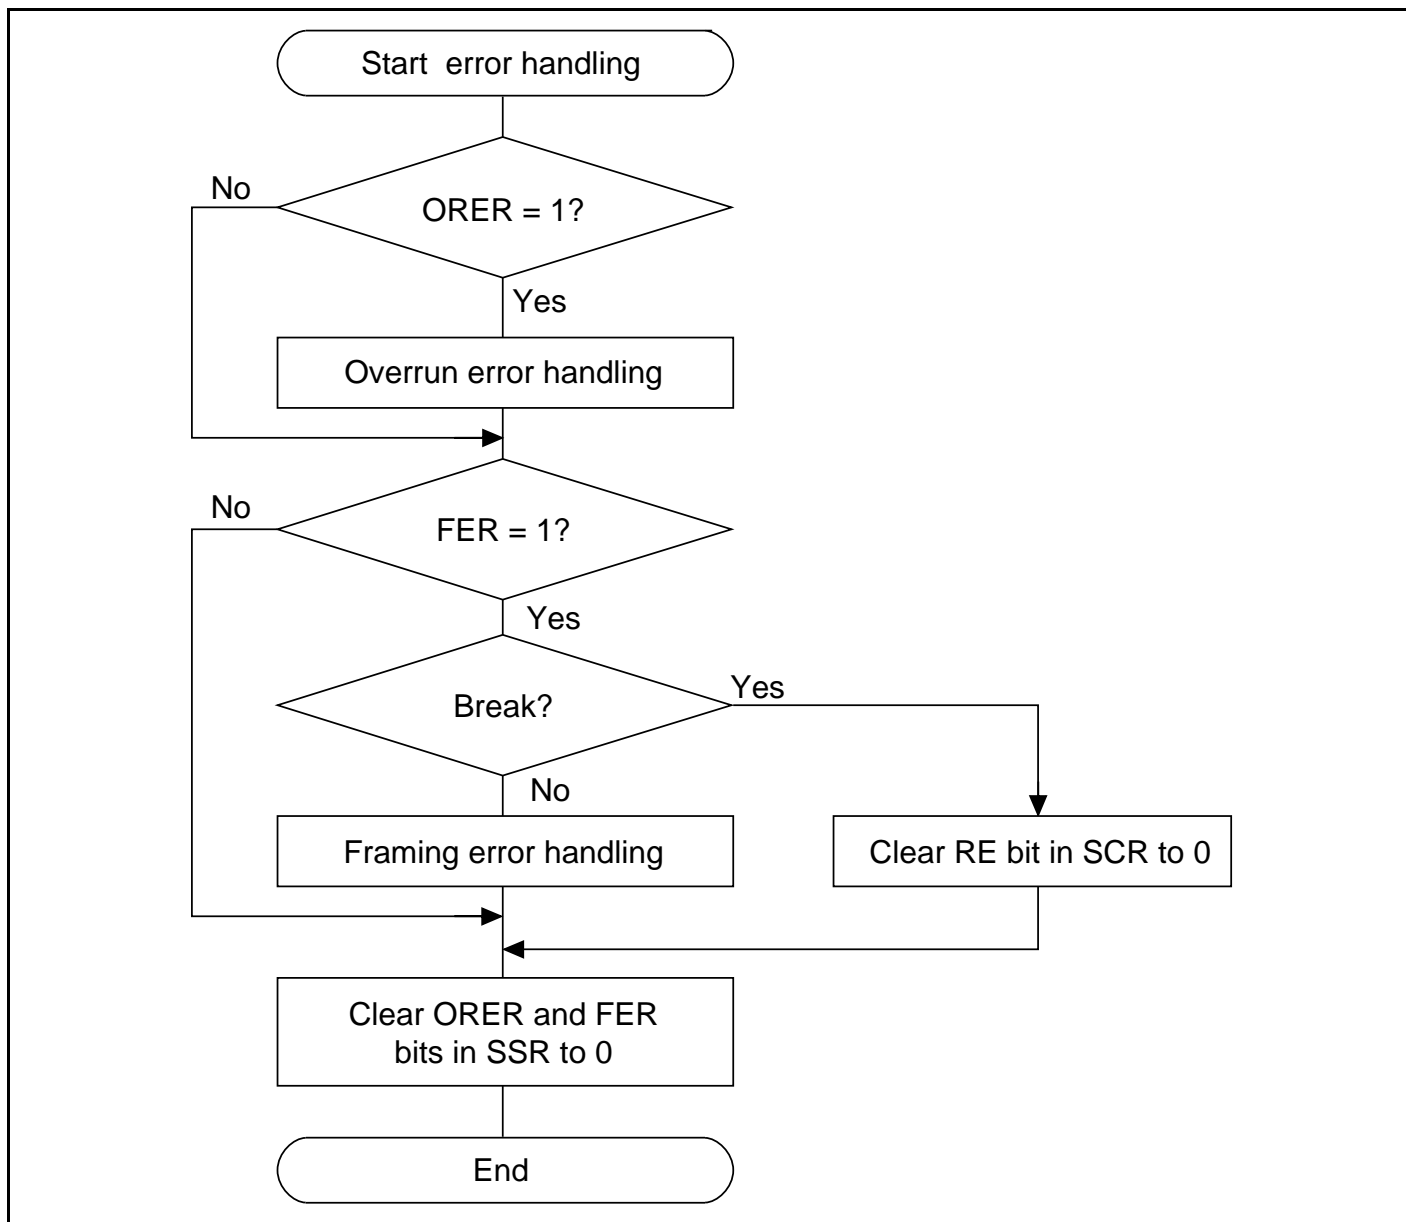 Start error handling
No
ORER = 1?
Yes
Overrun error handling
No
FER = 1?
Yes
Break?
Yes
No
Framing error handling
Clear RE bit in SCR to 0
Clear ORER and FER
bits in SSR to 0
End